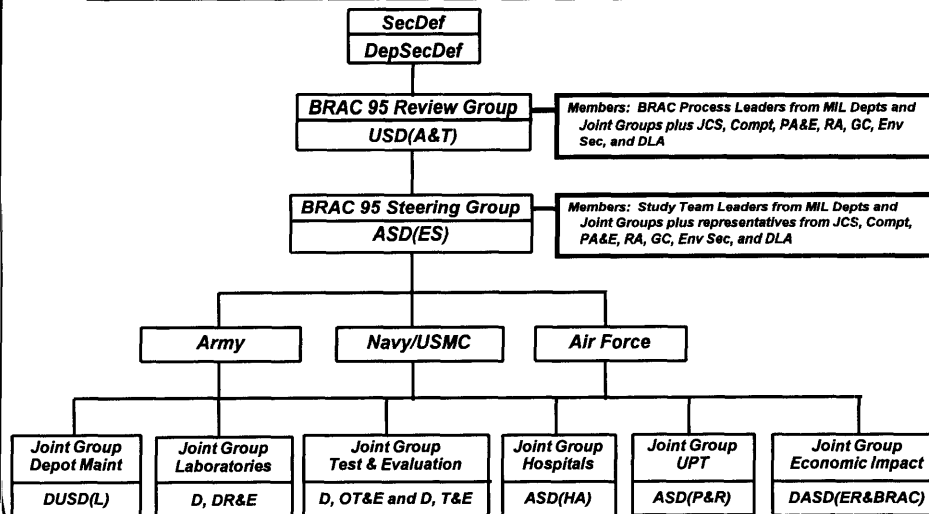 SecDef
DepSecDef
BRAC 95 Review Group
USD(A&T)
Members: BRAC Process Leaders from MIL Depts and
Joint Groups plus JCS, Compt, PA&E, RA, GC, Env
Sec, and DLA
BRAC 95 Steering Group
ASD(ES)
Members: Study Team Leaders from MIL Depts and
Joint Groups plus representatives from JCS, Compt,
PA&E, RA, GC, Env Sec, and DLA
Army
Navy/USMC
Air Force
Joint Group
Depot Maint
DUSD(L)
Joint Group
Laboratories
D, DR&E
Joint Group
Test & Evaluation
D, OT&E and D, T&E
Joint Group
Hospitals
ASD(HA)
Joint Group
UPT
ASD(P&R)
Joint Group
Economic Impact
DASD(ER&BRAC)